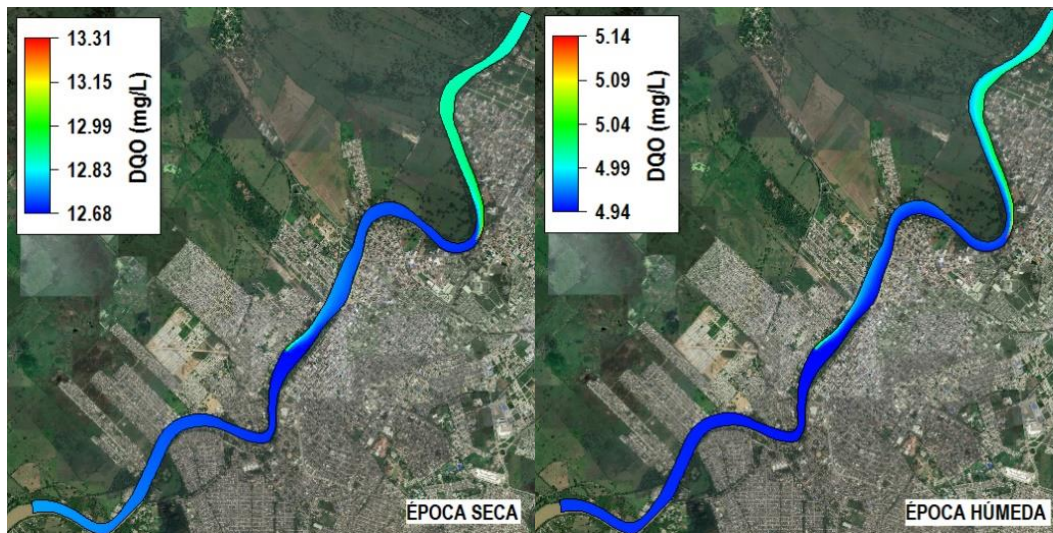 13.31
13.15
12.99
12.83
12.68
DQO (mg/L)
ÉPOCA SECA
5.14
5.09
5.04
4.99
4.94
DQO (mg/L)
ÉPOCA HÚMEDA